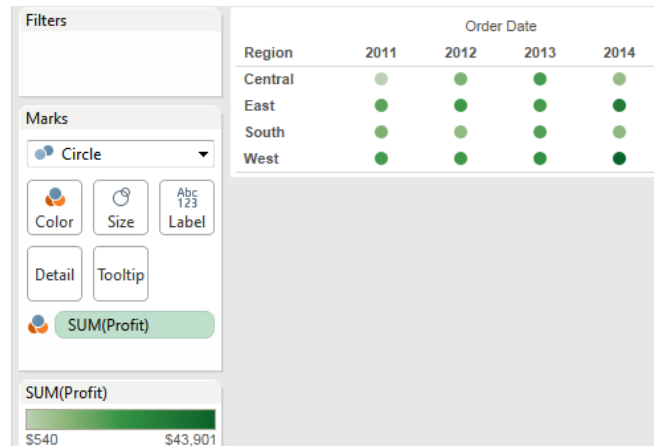 Filters
Marks
Circle
Color Size Abc 123 Label
Detail Tooltip
SUM(Profit)
SUM(Profit)
$540 $43,901
Order Date
Region 2011 2012 2013 2014
Central
East
South
West